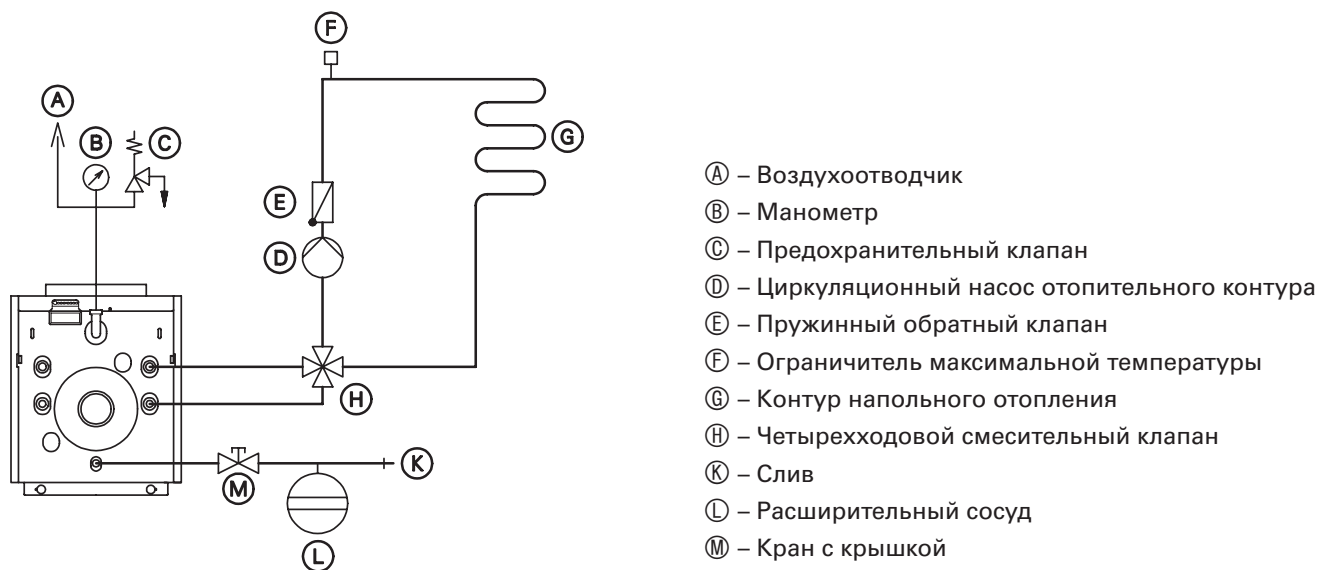 F
A
B
C
G
E
D
H
K
M
L
Ⓐ – Воздухоотводчик
Ⓑ – Манометр
Ⓒ – Предохранительный клапан
Ⓓ – Циркуляционный насос отопительного контура
Ⓔ – Пружинный обратный клапан
Ⓕ – Ограничитель максимальной температуры
Ⓖ – Контур напольного отопления
Ⓗ – Четырехходовой смесительный клапан
Ⓚ – Слив
Ⓛ – Расширительный сосуд
Ⓜ – Кран с крышкой